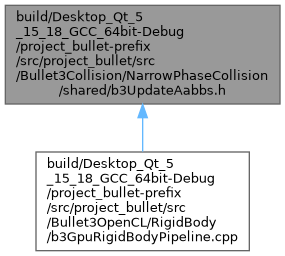 build/Desktop_Qt_5
_15_18_GCC_64bit-Debug
/project_bullet-prefix
/src/project_bullet/src
/Bullet3Collision/NarrowPhaseCollision
/shared/b3UpdateAabbs.h
build/Desktop_Qt_5
_15_18_GCC_64bit-Debug
/project_bullet-prefix
/src/project_bullet/src
/Bullet3OpenCL/RigidBody
/b3GpuRigidBodyPipeline.cpp